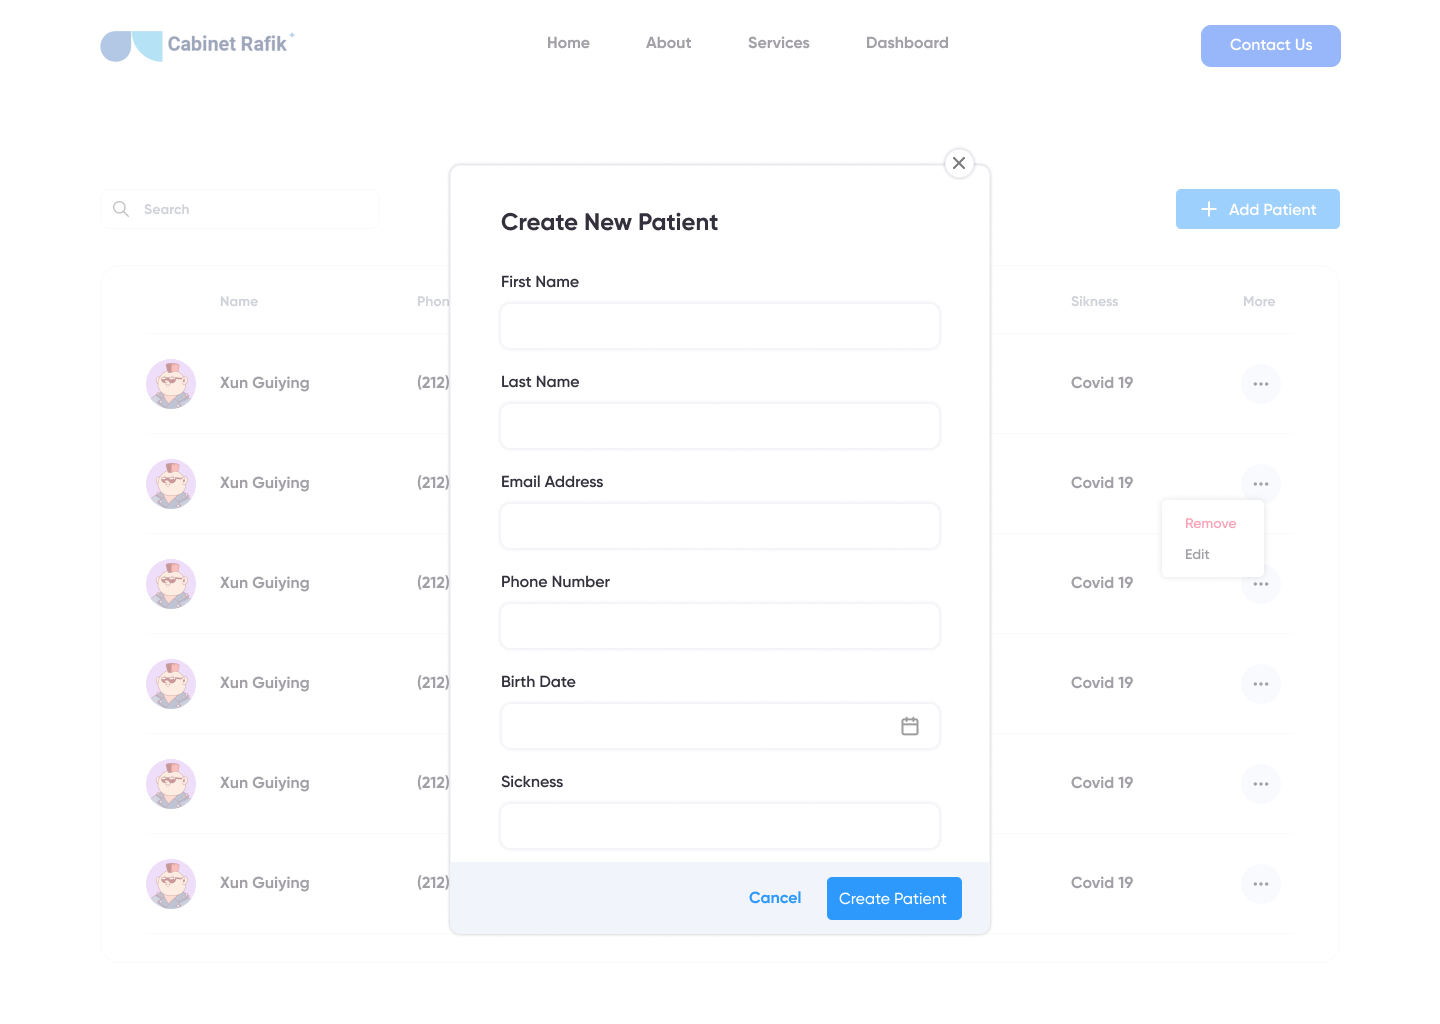 Cabinet Rafik
Home About Services Dashboard
Contact Us
Search
Add Patient
Create New Patient
First Name
Last Name
Email Address
Phone Number
Birth Date
Sickness
Cancel
Create Patient
Name Phon Sikness More
Xun Guiying (212) Covid 19
Xun Guiying (212) Covid 19
Remove
Edit
Xun Guiying (212) Covid 19
Xun Guiying (212) Covid 19
Xun Guiying (212) Covid 19
Xun Guiying (212) Covid 19